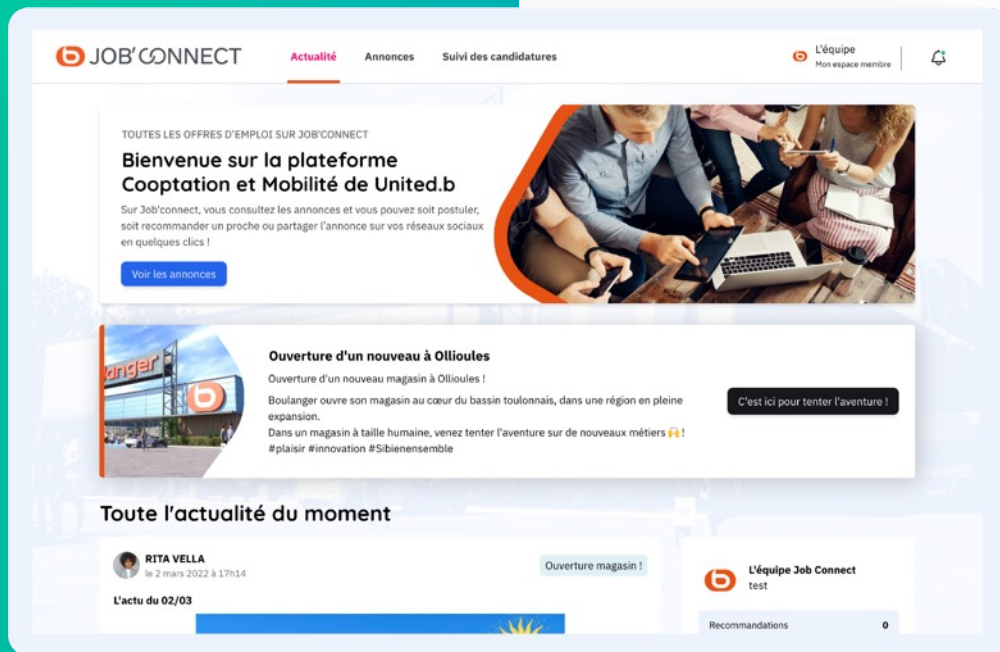 JOB'CONNECT
Actualité
Annonces
Suivi des candidatures
L'équipe
Mon espace membre
TOUTES LES OFFRES D'EMPLOI SUR JOB'CONNECT
Bienvenue sur la plateforme
Cooptation et Mobilité de United.b
Sur Job'connect, vous consultez les annonces et vous pouvez soit postuler,
soit recommander un proche ou partager l'annonce sur vos réseaux sociaux
en quelques clics !
Voir les annonces
anger
Ouverture d'un nouveau à Ollioules
Ouverture d'un nouveau magasin à Ollioules !
Boulanger ouvre son magasin au cœur du bassin toulonnais, dans une région en pleine
expansion.
Dans un magasin à taille humaine, venez tenter l'aventure sur de nouveaux métiers 🙌 !
#plaisir #innovation #Sibienensemble
C'est ici pour tenter l'aventure !
Toute l'actualité du moment
RITA VELLA
le 2 mars 2022 à 17h14
Ouverture magasin !
L'actu du 02/03
L'équipe Job Connect
test
Recommandations 0